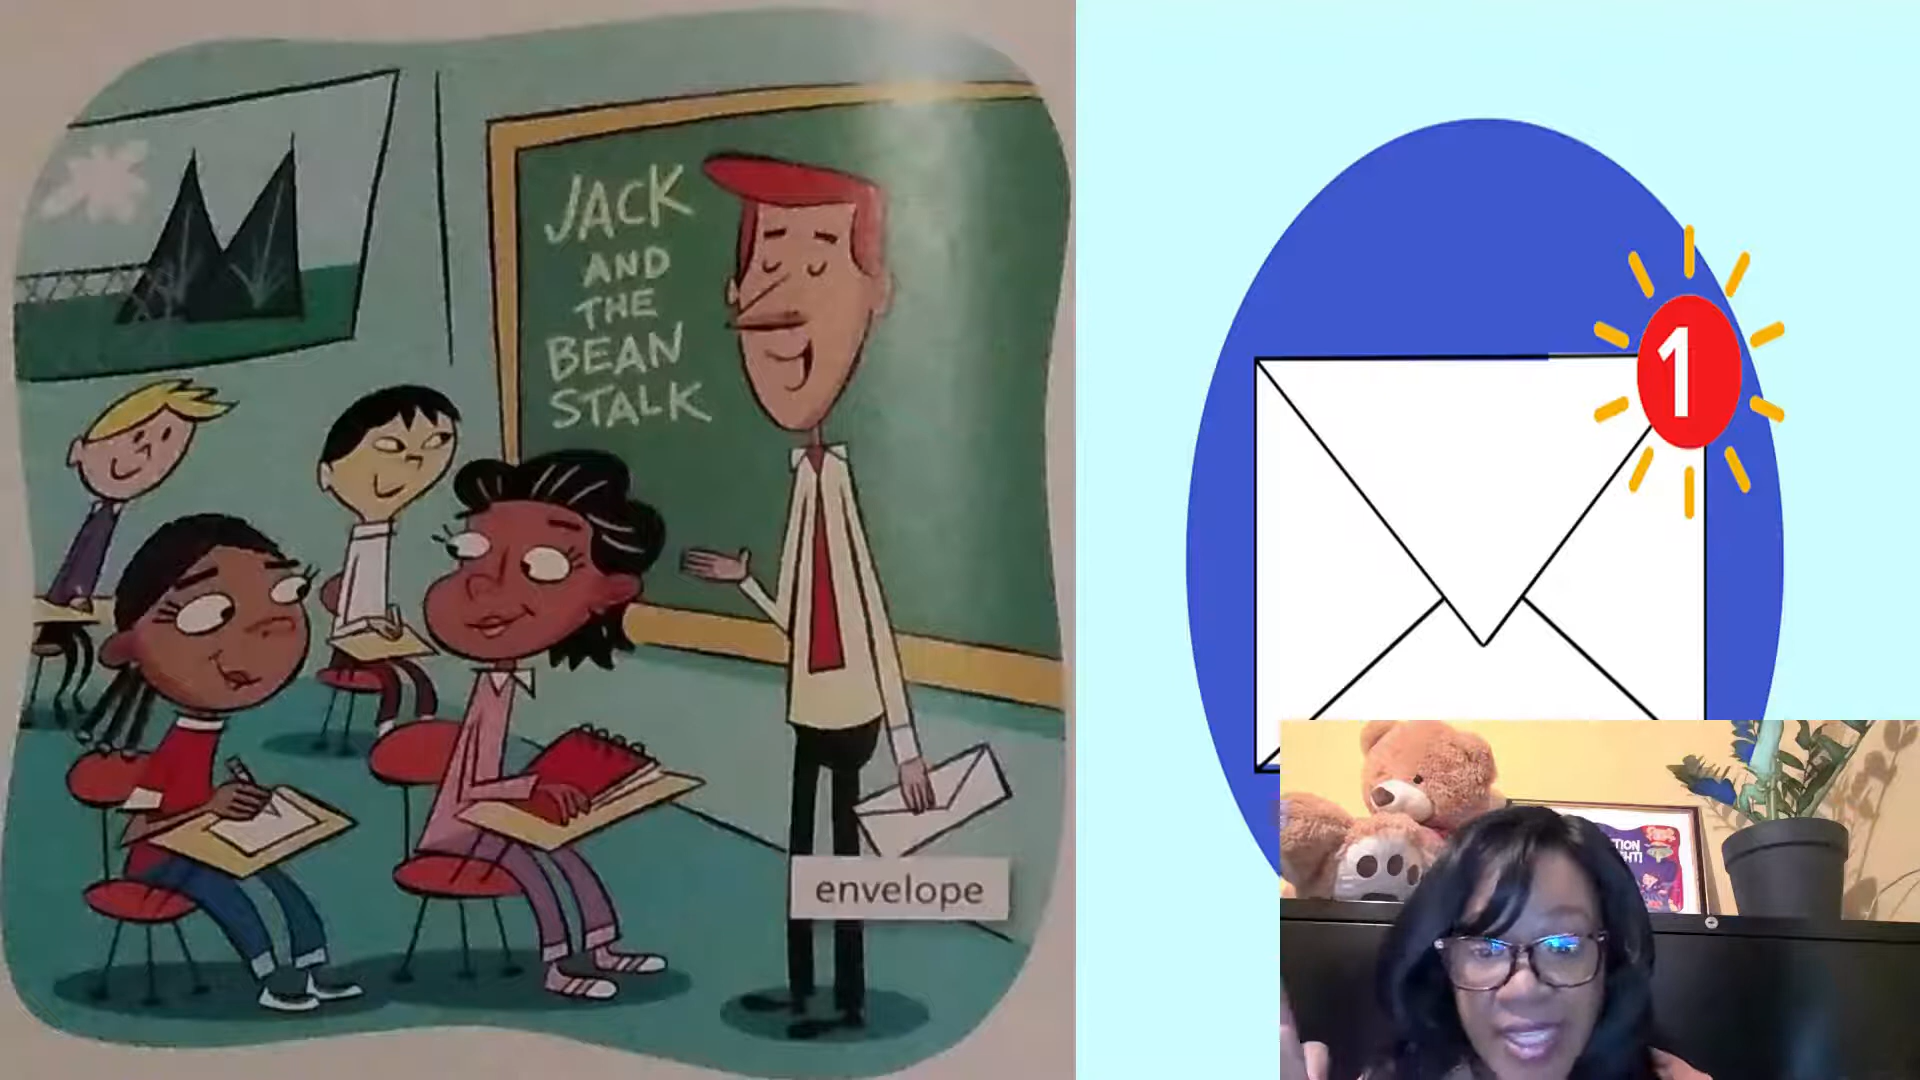 JACK
AND
THE
BEAN
STALK
envelope
1